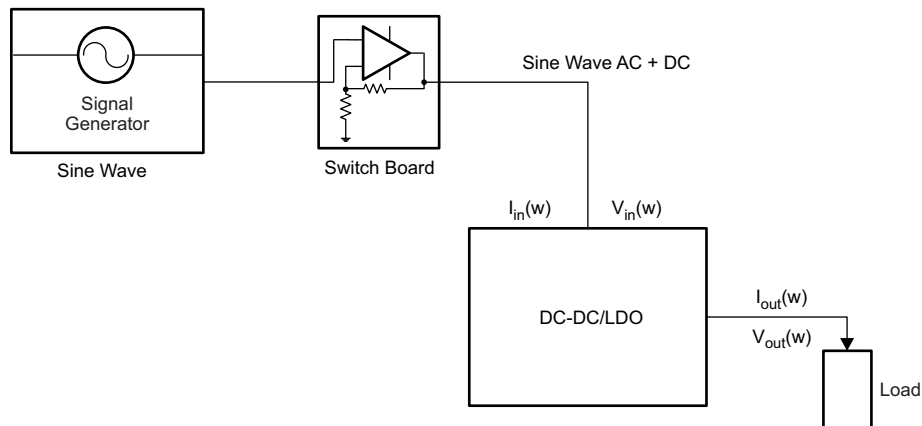 Signal
Generator
Sine Wave
Switch Board
Sine Wave AC + DC
I_in(w)
V_in(w)
DC-DC/LDO
I_out(w)
V_out(w)
Load